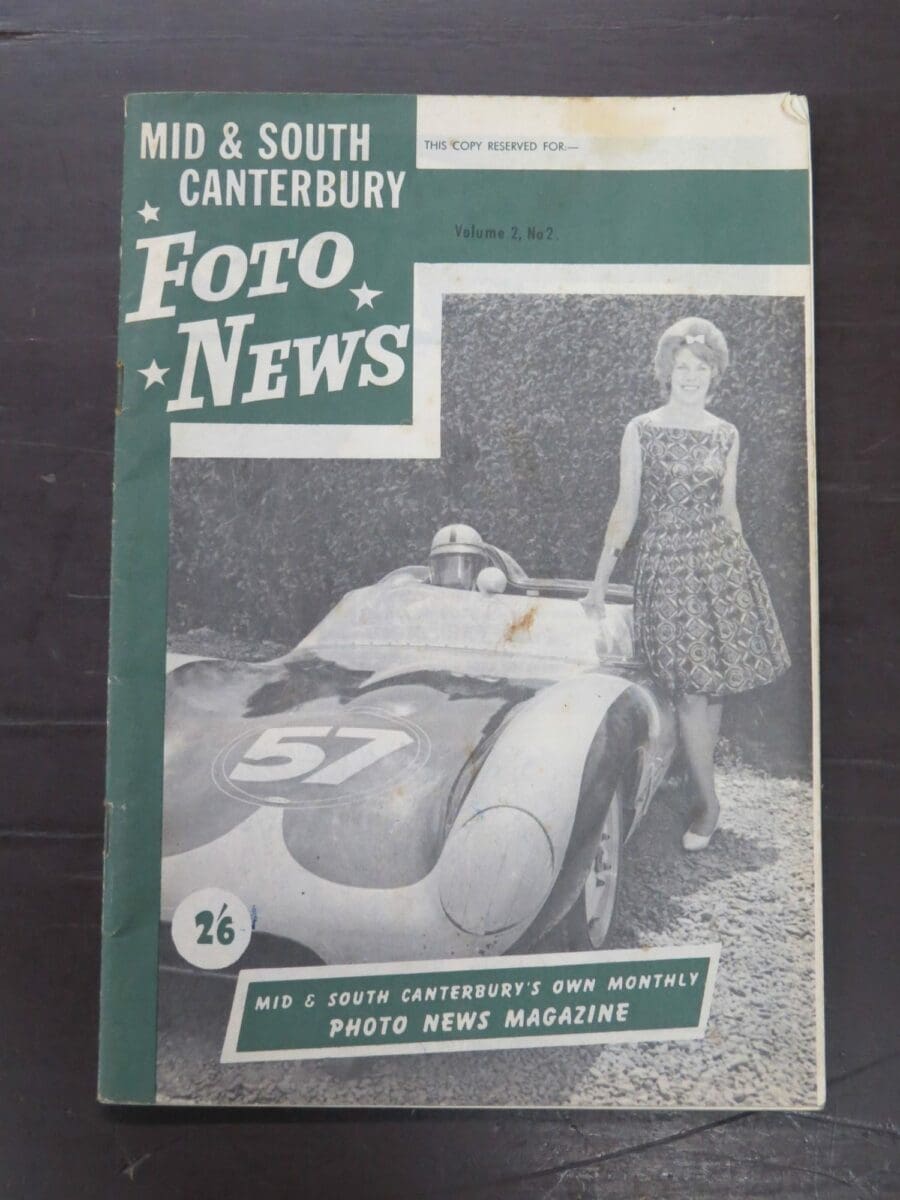 MID & SOUTH
CANTERBURY
FOTO
NEWS
THIS COPY RESERVED FOR:—
Volume 2, No2.
57
2/6
MID & SOUTH CANTERBURY'S OWN MONTHLY
PHOTO NEWS MAGAZINE